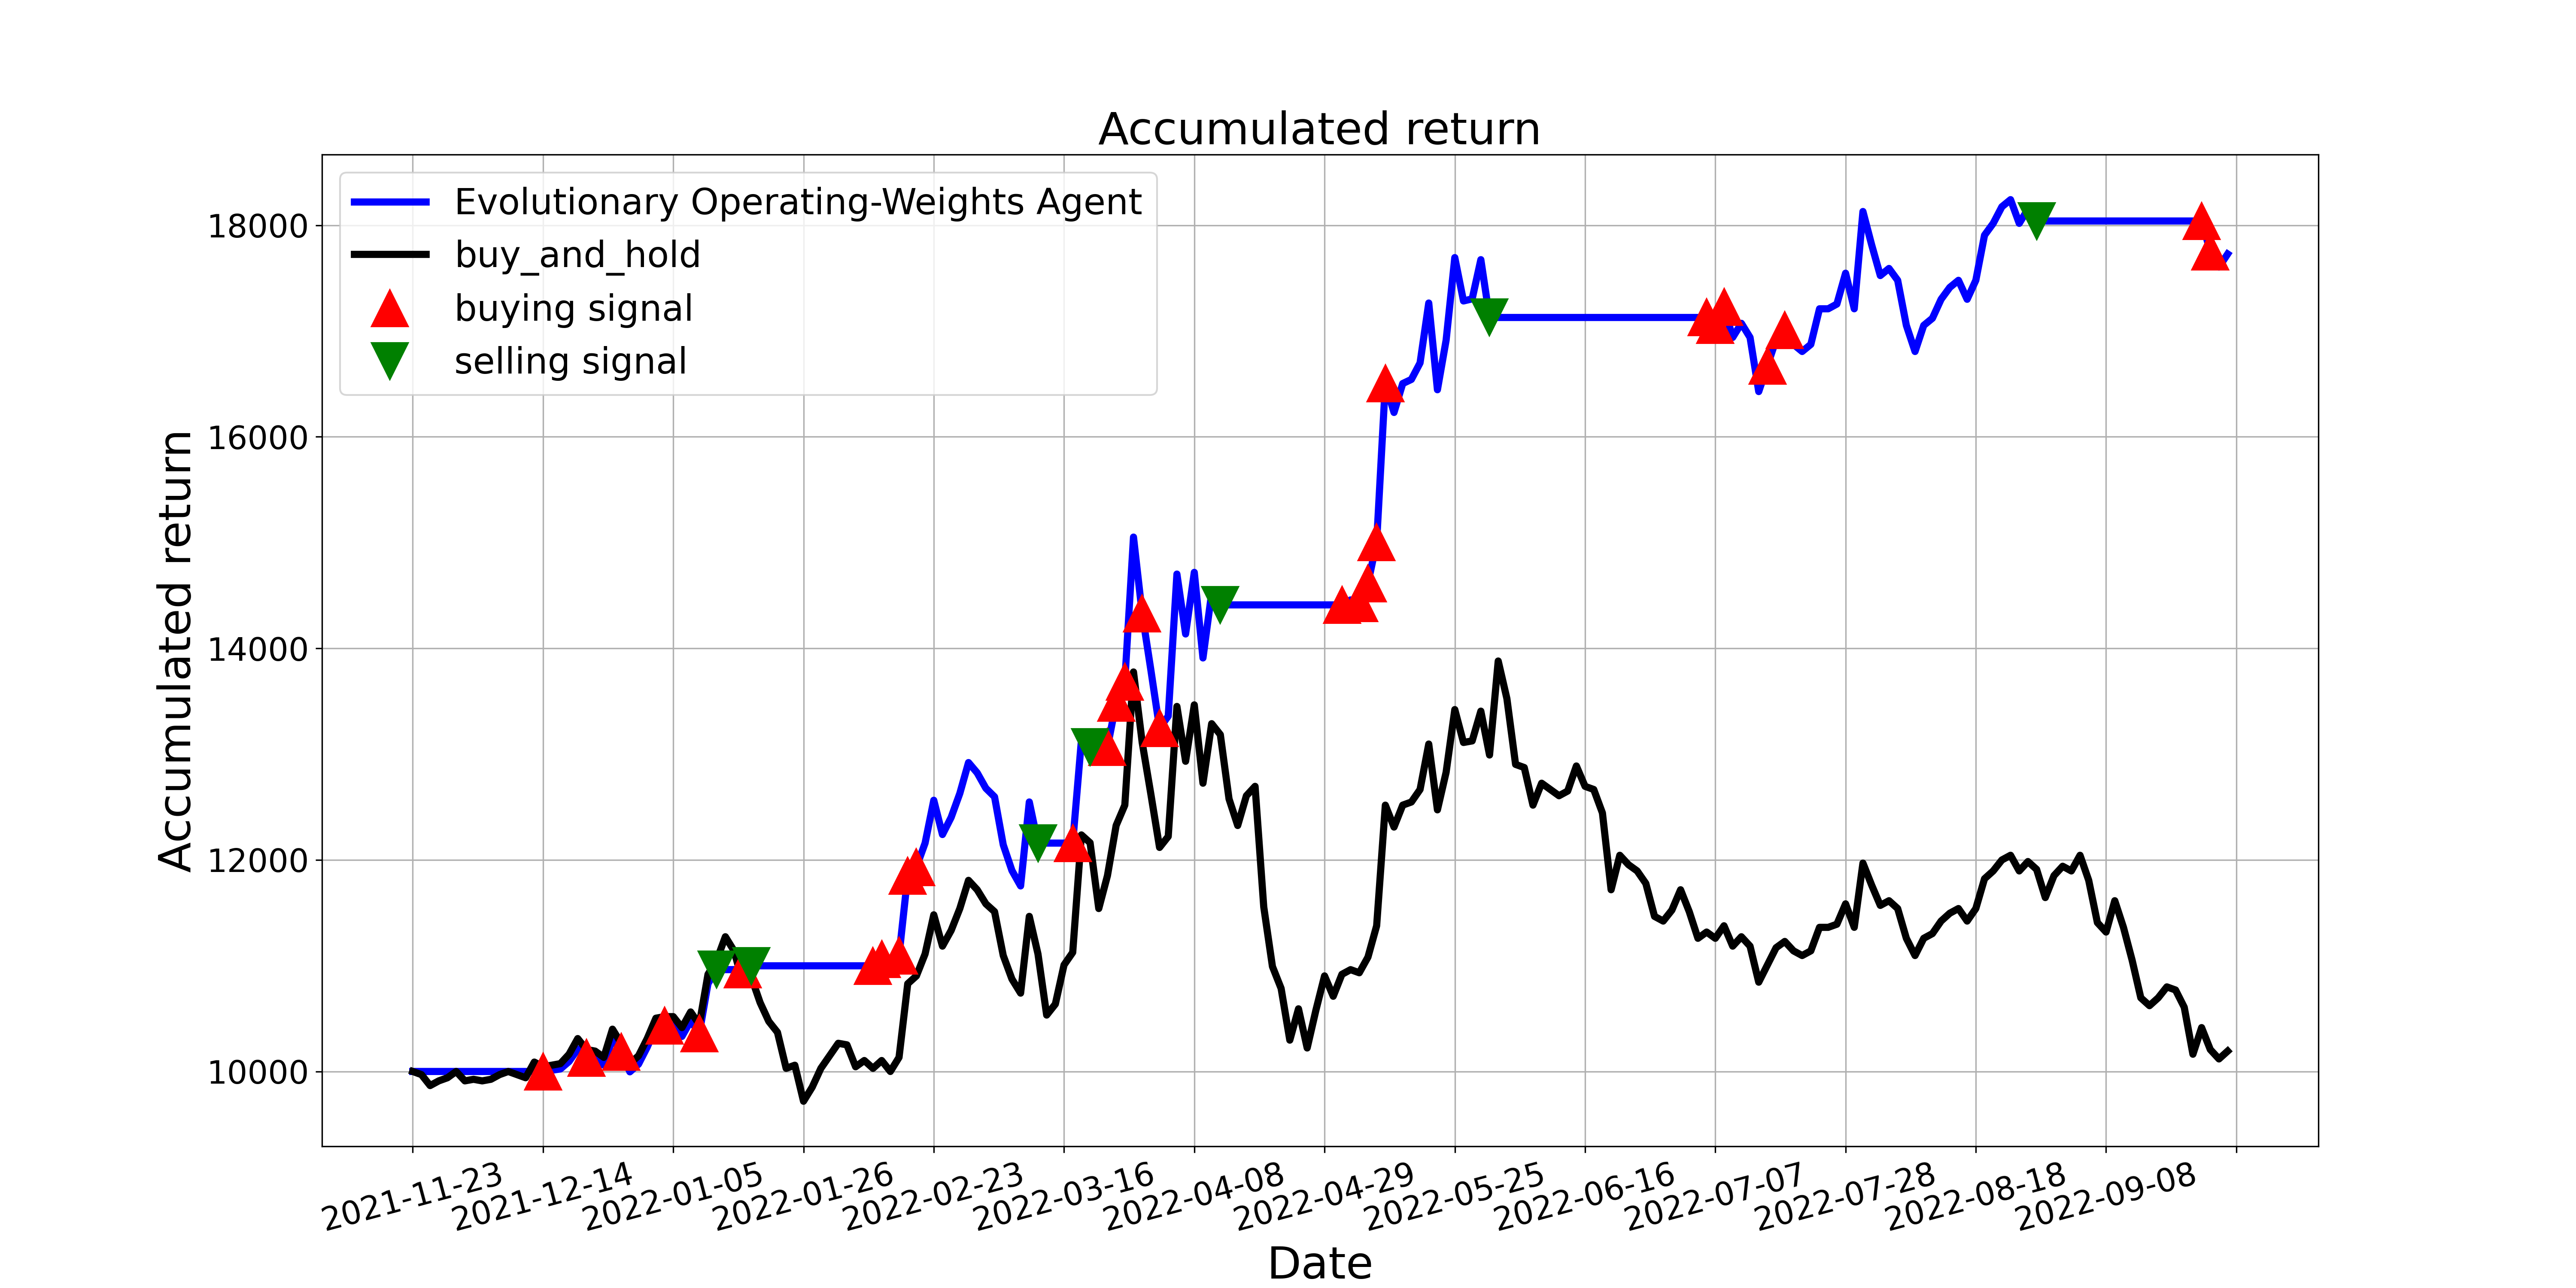 Accumulated return
Evolutionary Operating-Weights Agent
buy_and_hold
buying signal
selling signal
Accumulated return
18000
16000
14000
12000
10000
2021-11-23
2021-12-14
2022-01-05
2022-01-26
2022-02-23
2022-03-16
2022-04-08
2022-04-29
2022-05-25
2022-06-16
2022-07-07
2022-07-28
2022-08-18
2022-09-08
Date